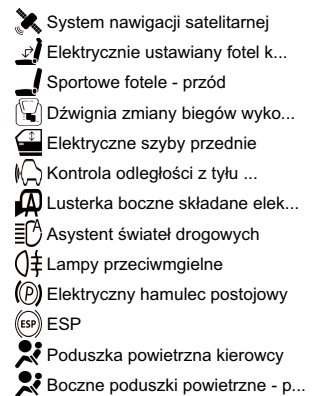 System nawigacji satelitarnej
Elektrycznie ustawiany fotel k...
Sportowe fotele - przód
Dźwignia zmiany biegów wyko...
Elektryczne szyby przednie
Kontrola odległości z tyłu ...
Lusterka boczne składane elek...
Asystent świateł drogowych
Lampy przeciwmgielne
(P) Elektryczny hamulec postojowy
ESP ESP
Poduszka powietrzna kierowcy
Boczne poduszki powietrzne - p...